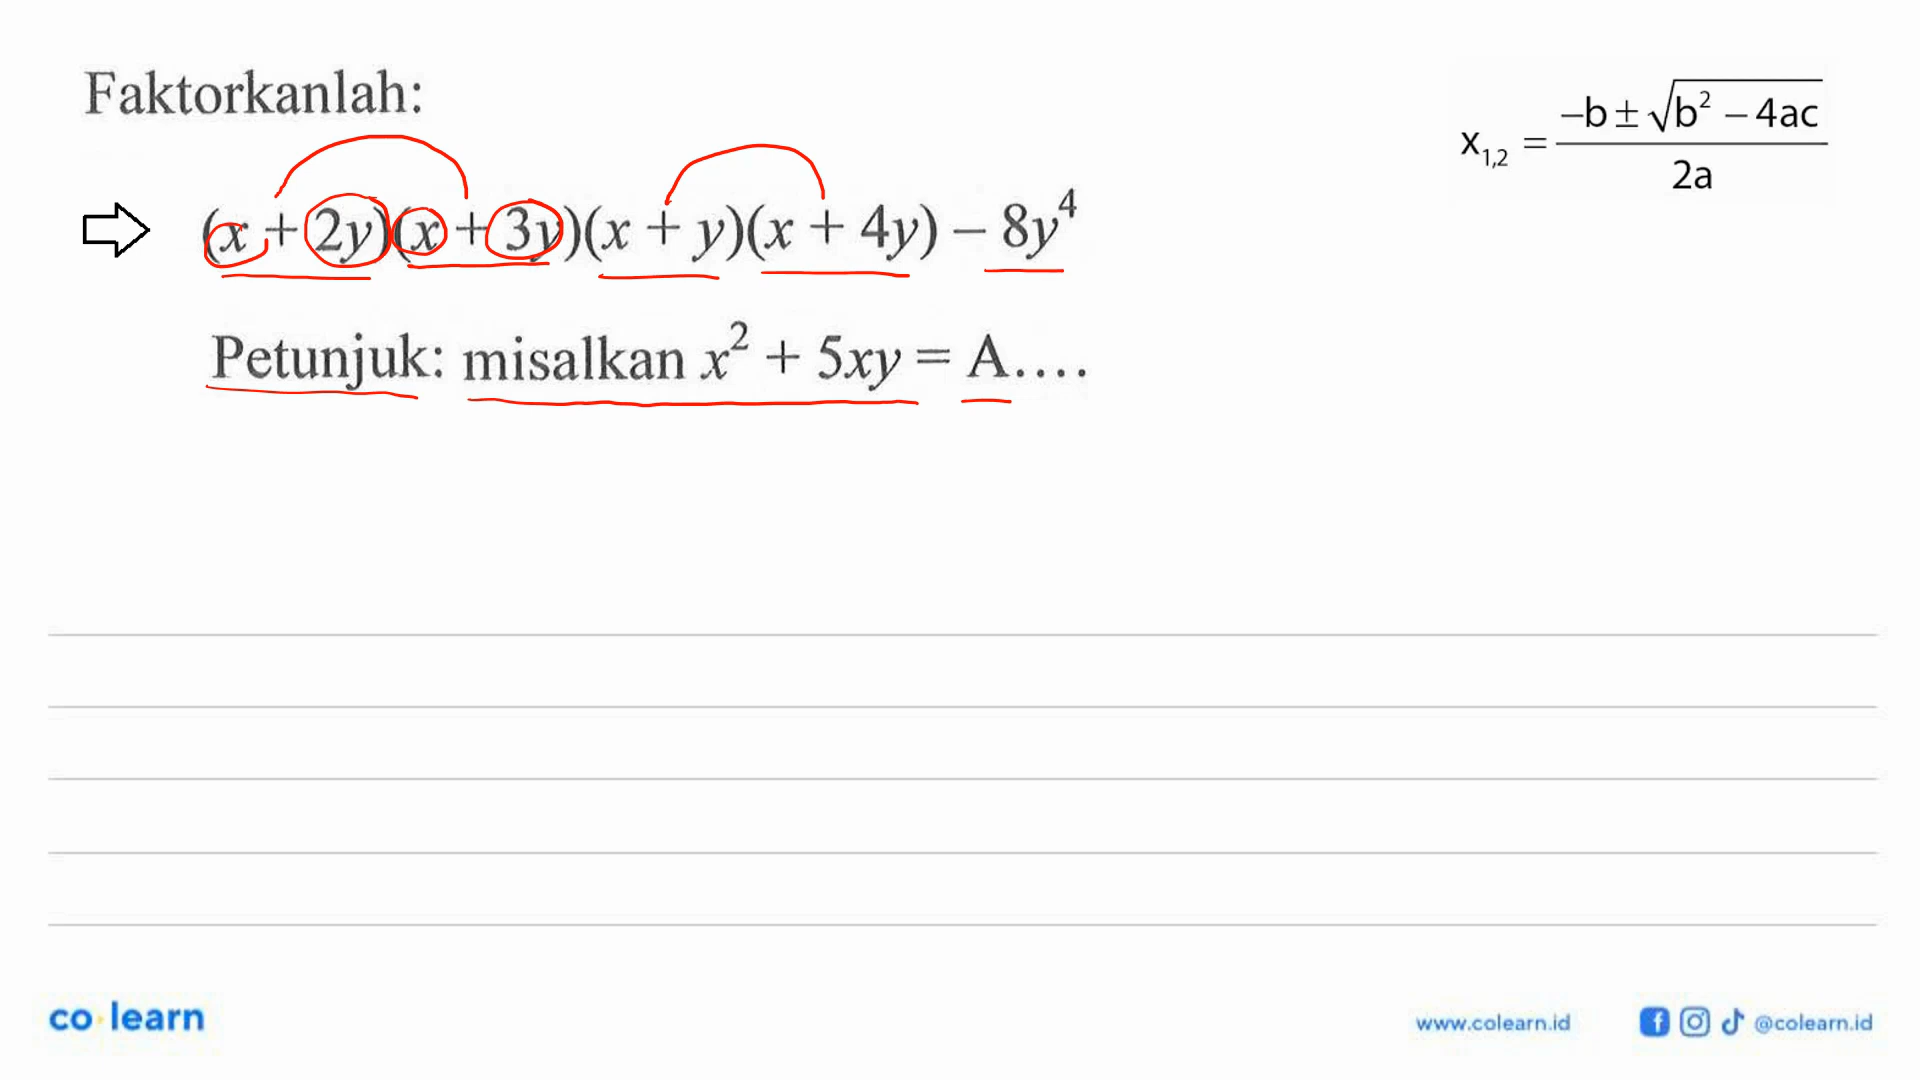 Faktorkanlah:
x₁,₂ = (–b ± √(b² – 4ac)) / 2a
(x + 2y)(x + 3y)(x + y)(x + 4y) – 8y⁴
Petunjuk: misalkan x² + 5xy = A....
co learn
www.colearn.id
@colearn.id